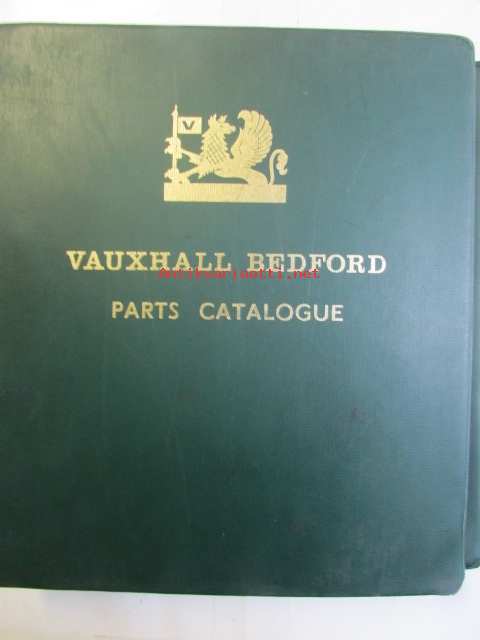 V
VAUXHALL BEDFORD
Antikvariaatti.net
PARTS CATALOGUE